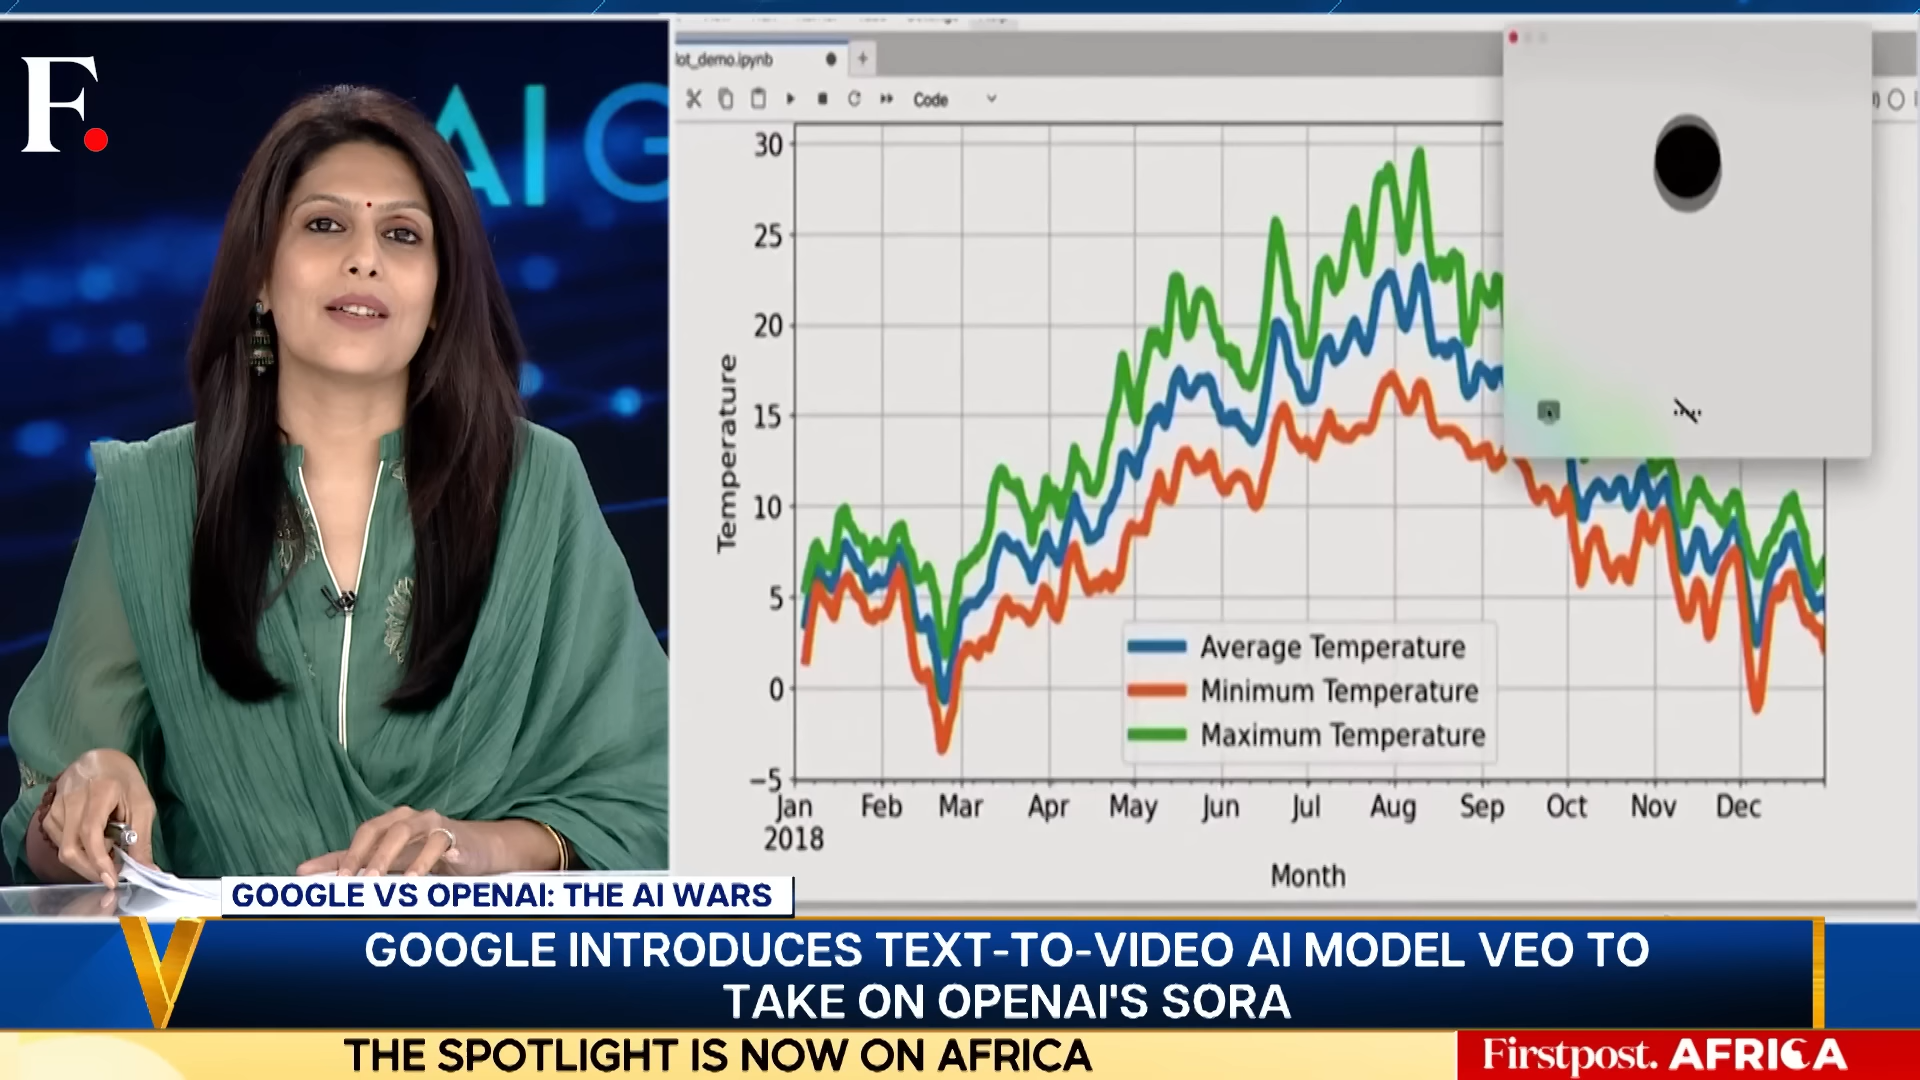 F.
AI G
lot_demo.ipynb
+
Code
30
25
20
15
10
5
0
−5
Temperature
Average Temperature
Minimum Temperature
Maximum Temperature
Jan Feb Mar Apr May Jun Jul Aug Sep Oct Nov Dec
2018
Month
GOOGLE VS OPENAI: THE AI WARS
V
GOOGLE INTRODUCES TEXT-TO-VIDEO AI MODEL VEO TO
TAKE ON OPENAI'S SORA
THE SPOTLIGHT IS NOW ON AFRICA
Firstpost. AFRICA